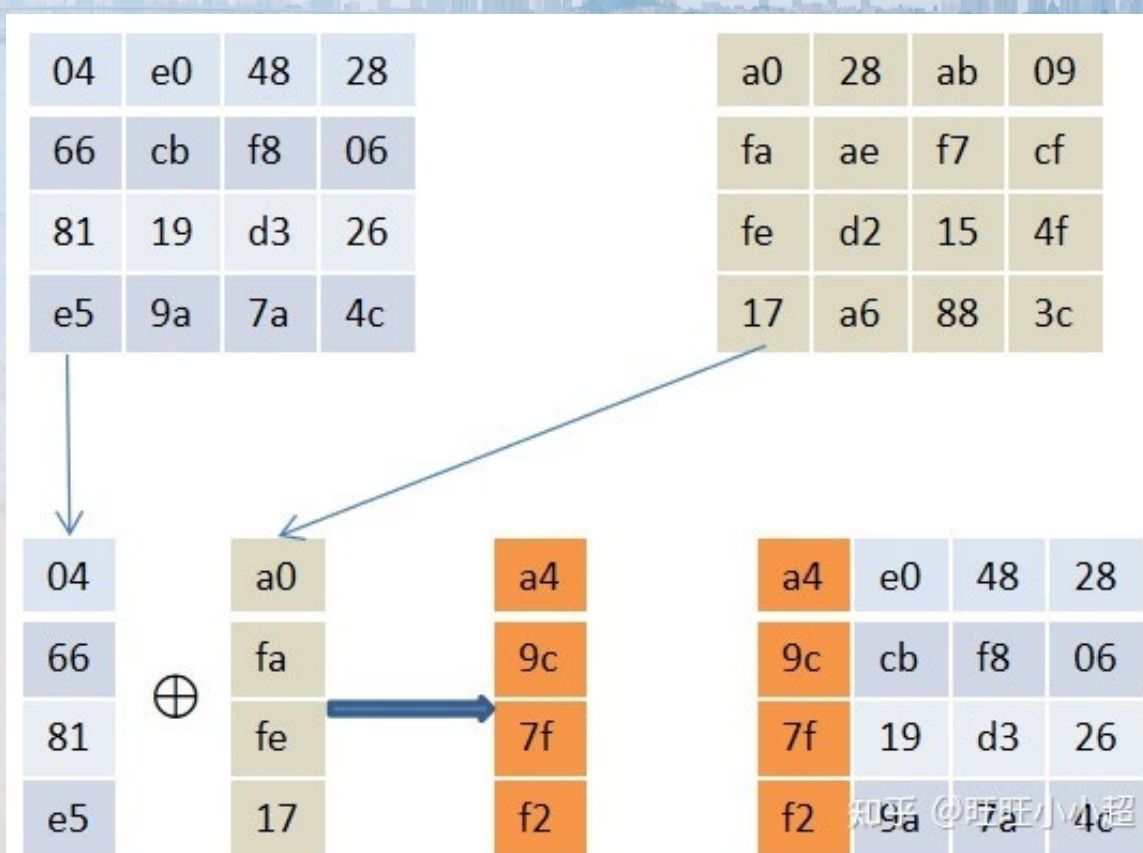 04 e0 48 28 a0 28 ab 09
66 cb f8 06 fa ae f7 cf
81 19 d3 26 fe d2 15 4f
e5 9a 7a 4c 17 a6 88 3c
04 a0 a4 a4 e0 48 28
66 ⊕ fa 9c 9c cb f8 06
81 fe 7f 7f 19 d3 26
e5 17 f2 f2 9a 7a 4c
知乎 @旺旺小小超